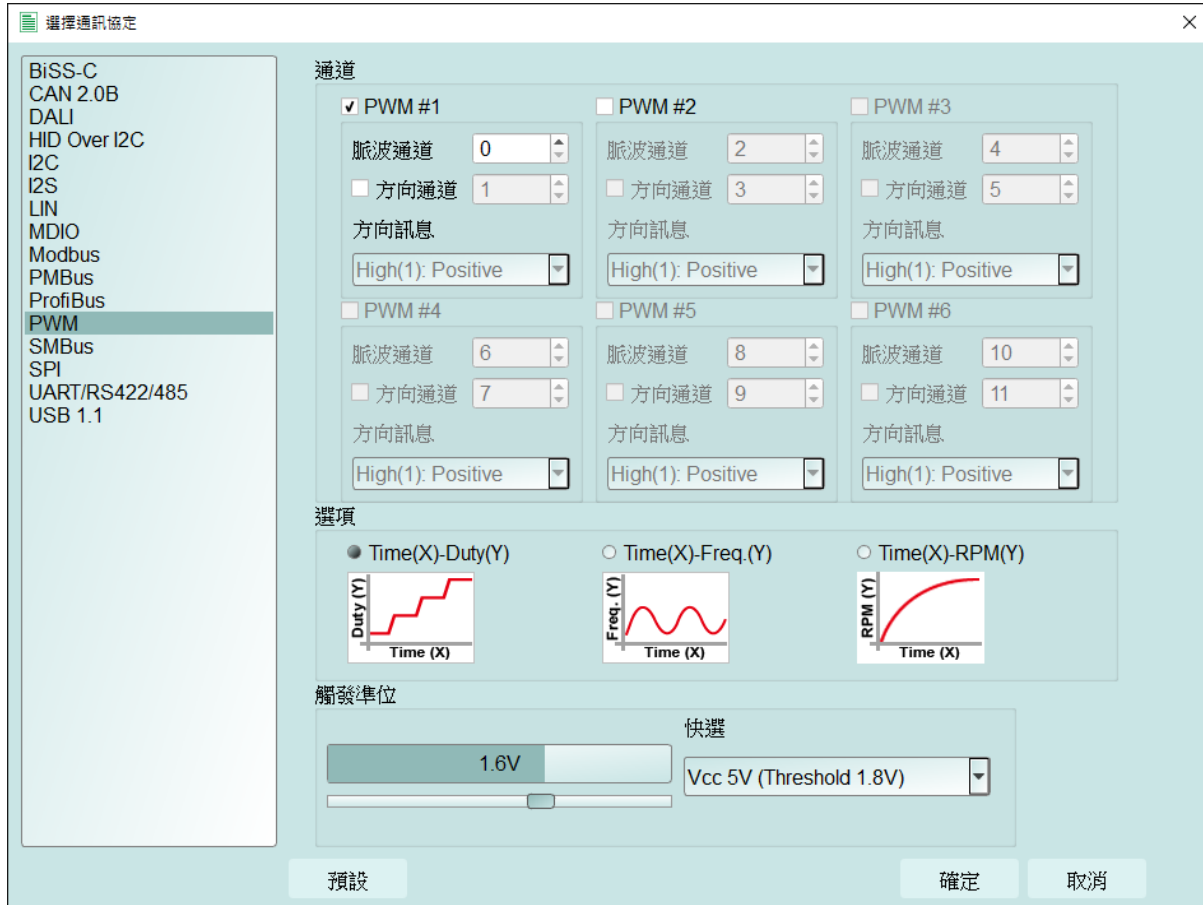 選擇通訊協定
BiSS-C
CAN 2.0B
DALI
HID Over I2C
I2C
I2S
LIN
MDIO
Modbus
PMBus
ProfiBus
PWM
SMBus
SPI
UART/RS422/485
USB 1.1
通道
PWM #1
脈波通道 0
方向通道 1
方向訊息
High(1): Positive
PWM #2
脈波通道 2
方向通道 3
方向訊息
High(1): Positive
PWM #3
脈波通道 4
方向通道 5
方向訊息
High(1): Positive
PWM #4
脈波通道 6
方向通道 7
方向訊息
High(1): Positive
PWM #5
脈波通道 8
方向通道 9
方向訊息
High(1): Positive
PWM #6
脈波通道 10
方向通道 11
方向訊息
High(1): Positive
選項
Time(X)-Duty(Y)
Duty (Y)
Time (X)
Time(X)-Freq.(Y)
Freq. (Y)
Time (X)
Time(X)-RPM(Y)
RPM (Y)
Time (X)
觸發準位
1.6V
快選
Vcc 5V (Threshold 1.8V)
預設
確定
取消